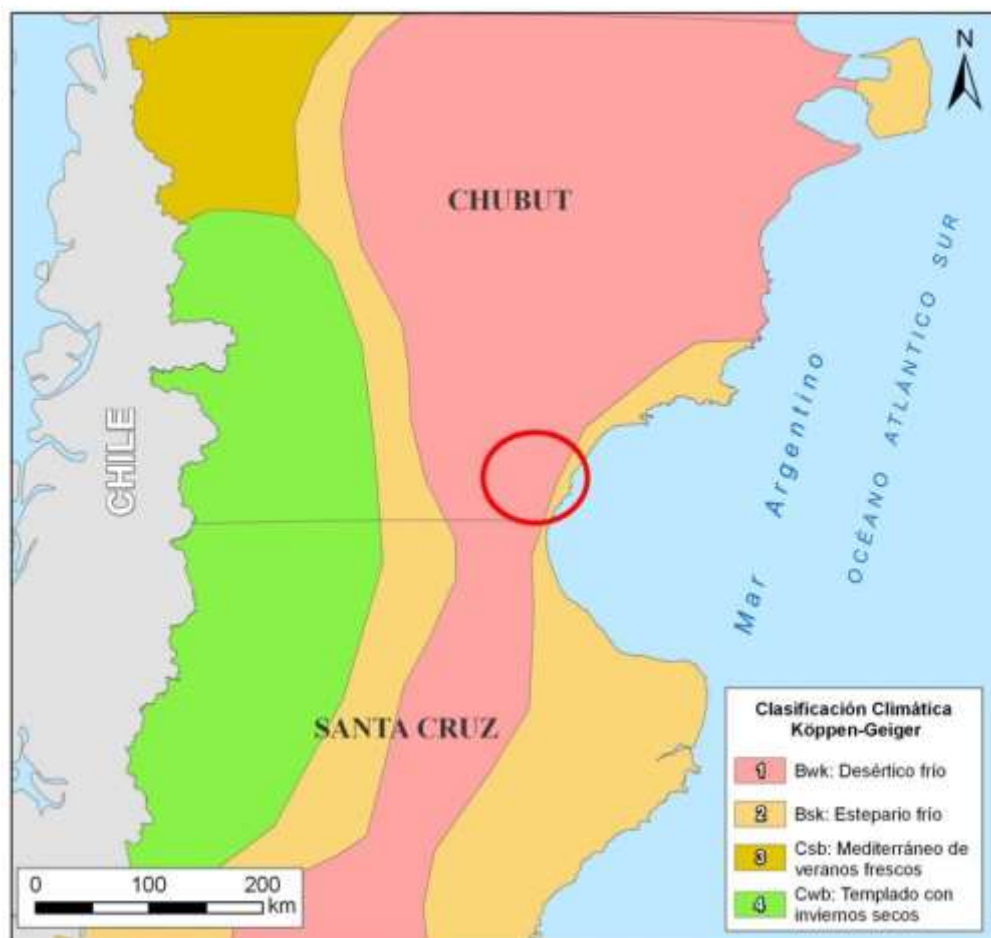 N
CHUBUT
CHILE
Mar Argentino
OCÉANO ATLÁNTICO SUR
SANTA CRUZ
Clasificación Climática
Köppen-Geiger
1 Bwk: Desértico frío
2 Bsk: Estepario frío
3 Csb: Mediterráneo de
veranos frescos
4 Cwb: Templado con
inviernos secos
0 100 200
km